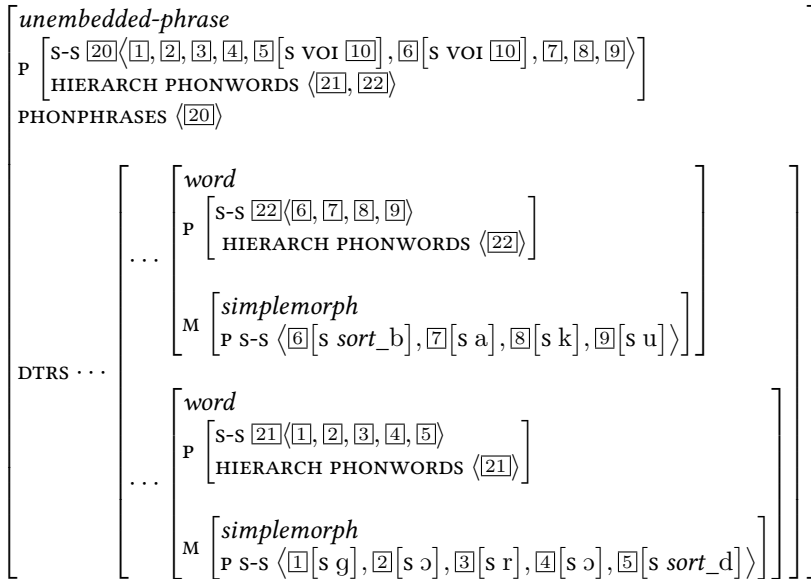 unembedded-phrase
P [S-S [20]⟨[1], [2], [3], [4], [5][S VOI [10]], [6][S VOI [10]], [7], [8], [9]⟩
HIERARCH PHONWORDS ⟨[21], [22]⟩]
PHONPHRASES ⟨[20]⟩
word
P [S-S [22]⟨[6], [7], [8], [9]⟩
HIERARCH PHONWORDS ⟨[22]⟩]
...
simplemorph
M [P S-S ⟨[6][S sort_b], [7][S a], [8][S k], [9][S u]⟩]
DTRS ···
word
P [S-S [21]⟨[1], [2], [3], [4], [5]⟩
HIERARCH PHONWORDS ⟨[21]⟩]
...
simplemorph
M [P S-S ⟨[1][S g], [2][S ɔ], [3][S r], [4][S ɔ], [5][S sort_d]⟩]